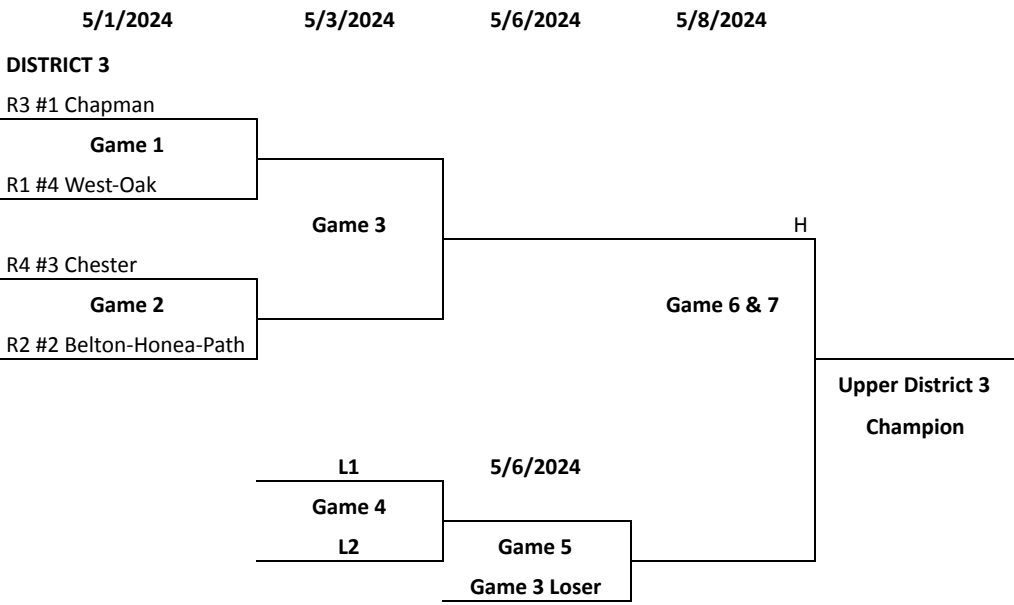 5/1/2024 5/3/2024 5/6/2024 5/8/2024
DISTRICT 3
R3 #1 Chapman
Game 1
R1 #4 West-Oak
Game 3 H
R4 #3 Chester
Game 2 Game 6 & 7
R2 #2 Belton-Honea-Path
Upper District 3
Champion
L1 5/6/2024
Game 4
L2 Game 5
Game 3 Loser